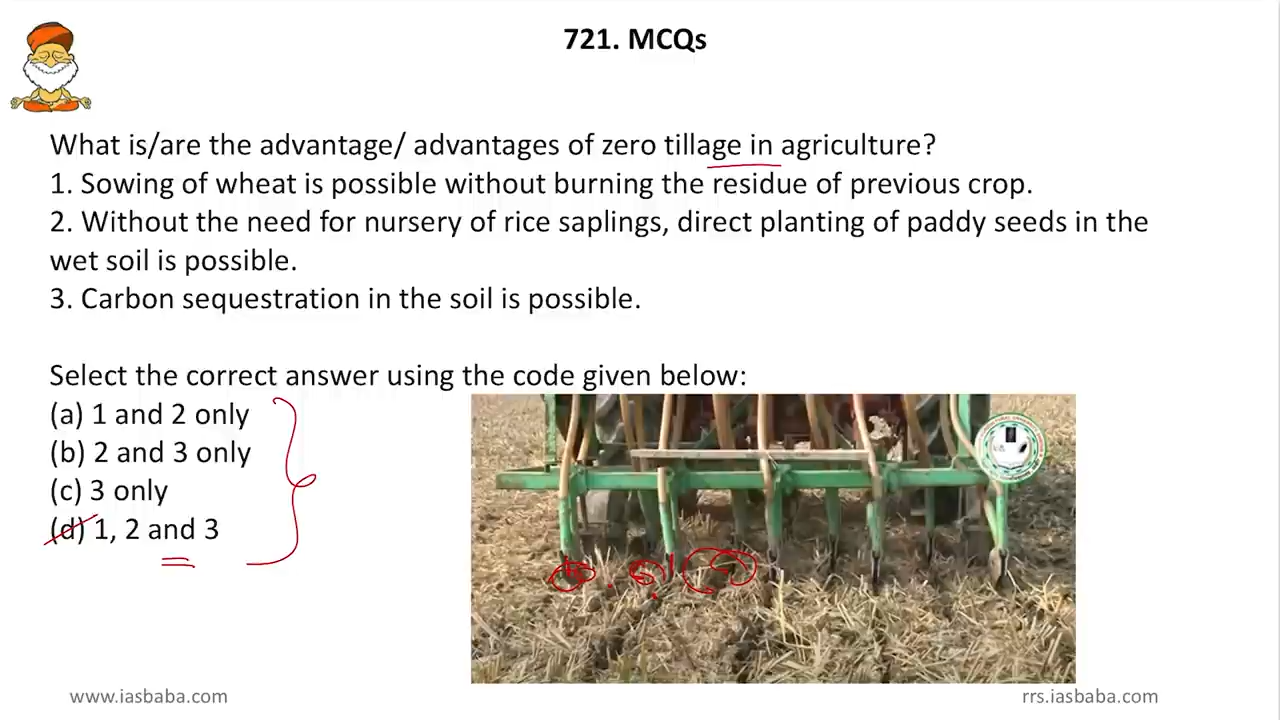 721. MCQs
What is/are the advantage/ advantages of zero tillage in agriculture?
1. Sowing of wheat is possible without burning the residue of previous crop.
2. Without the need for nursery of rice saplings, direct planting of paddy seeds in the
wet soil is possible.
3. Carbon sequestration in the soil is possible.
Select the correct answer using the code given below:
(a) 1 and 2 only
(b) 2 and 3 only
(c) 3 only
(d) 1, 2 and 3
www.iasbaba.com
rrs.iasbaba.com